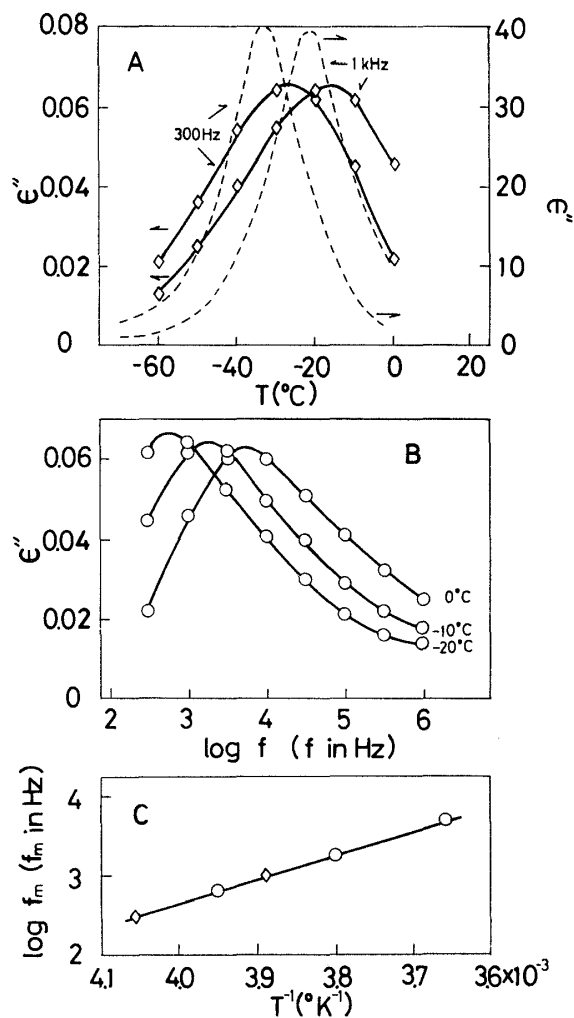 0.08
A
40
1 kHz
0.06
30
300Hz
ϵ″
0.04
20
ϵ″
0.02
10
0
0
-60
-40
-20
0
20
T(°C)
0.06
B
ϵ″
0.04
0.02
0°C
-10°C
-20°C
0
2
3
4
5
6
log f (f in Hz)
4
C
log fm (fm in Hz)
3
2
4.1
4.0
3.9
3.8
3.7
3.6×10⁻³
T⁻¹(°K⁻¹)